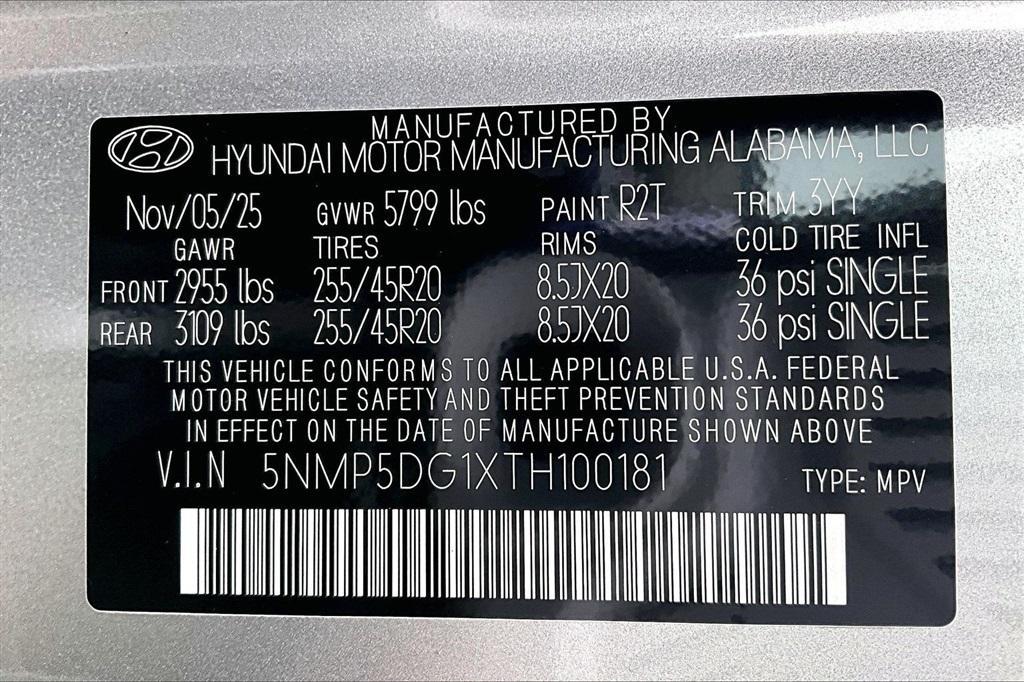 MANUFACTURED BY
HYUNDAI MOTOR MANUFACTURING ALABAMA, LLC
Nov/05/25 GVWR 5799 lbs PAINT R2T TRIM 3YY
GAWR TIRES RIMS COLD TIRE INFL
FRONT 2955 lbs 255/45R20 8.5JX20 36 psi SINGLE
REAR 3109 lbs 255/45R20 8.5JX20 36 psi SINGLE
THIS VEHICLE CONFORMS TO ALL APPLICABLE U.S.A. FEDERAL
MOTOR VEHICLE SAFETY AND THEFT PREVENTION STANDARDS
IN EFFECT ON THE DATE OF MANUFACTURE SHOWN ABOVE
V.I.N 5NMP5DG1XTH100181 TYPE: MPV